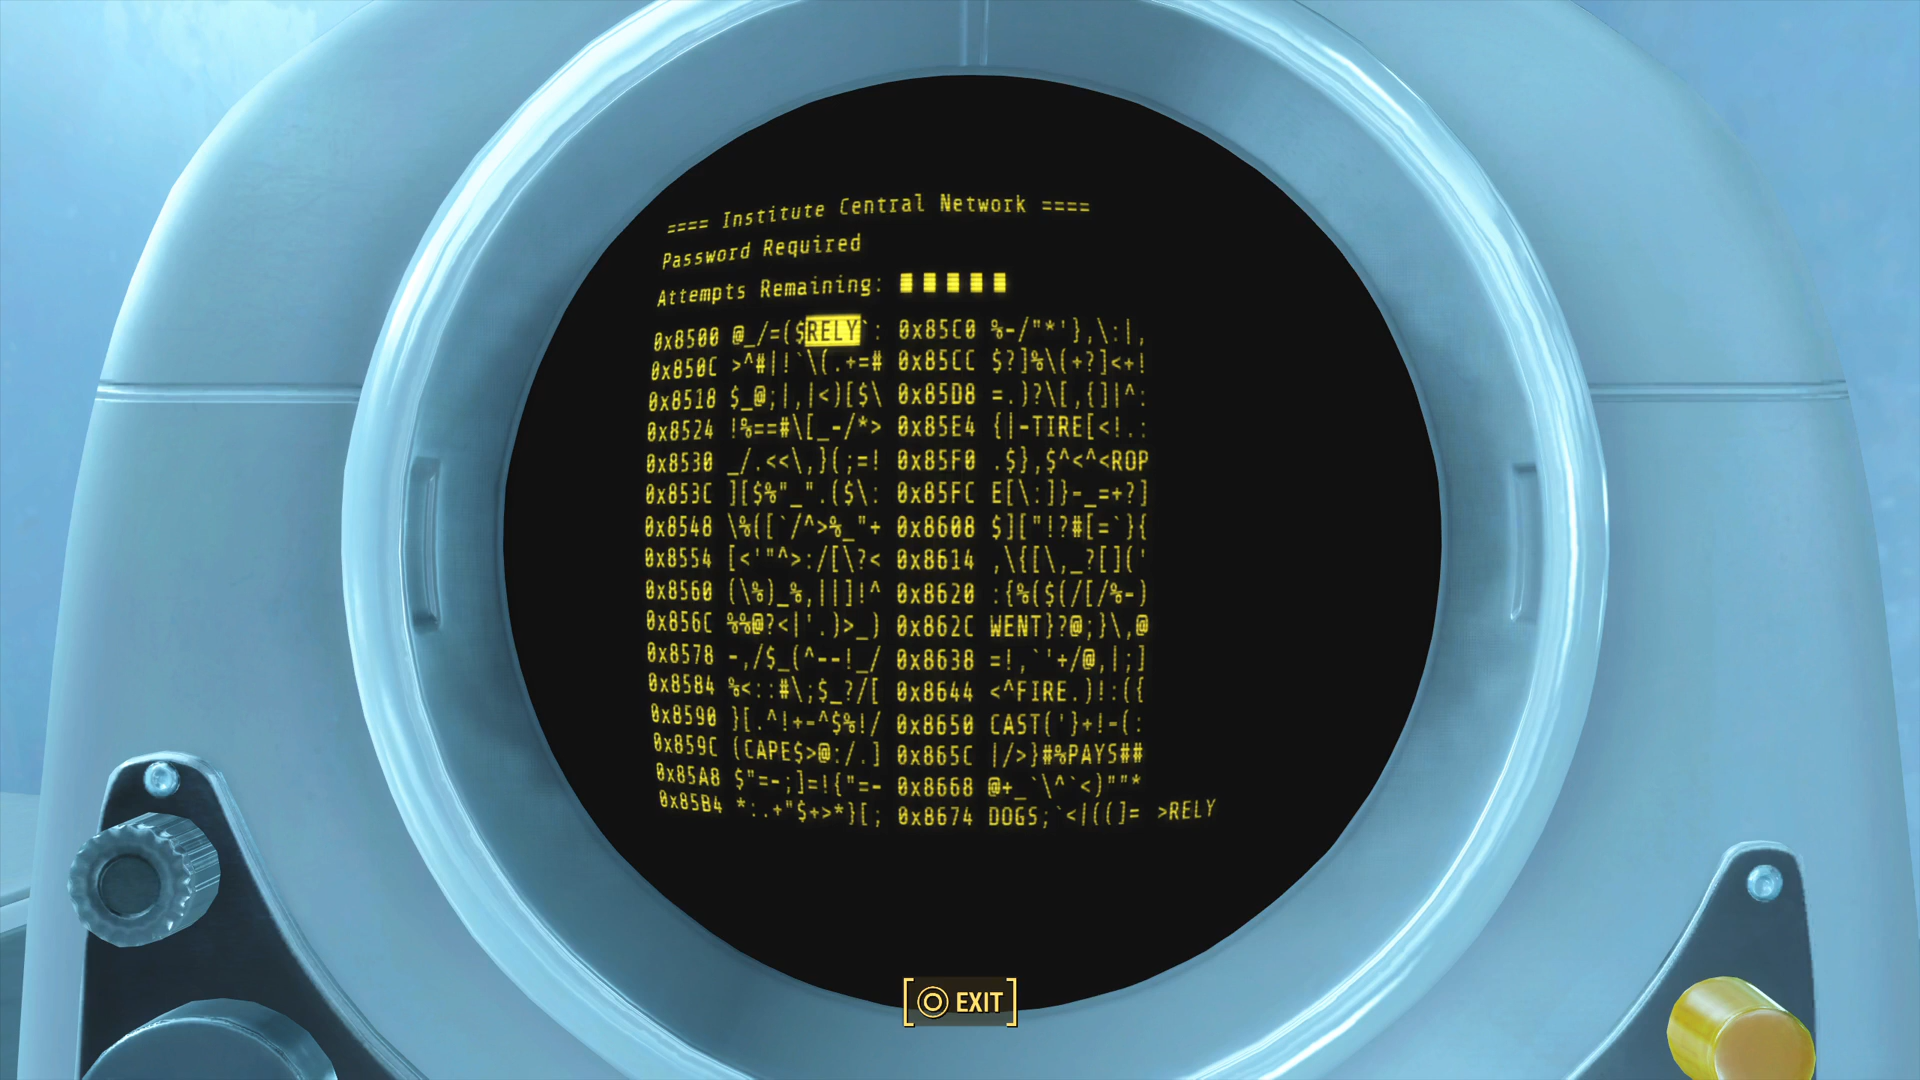 ==== Institute Central Network ====
Password Required
Attempts Remaining:
0x8500 @_/=($RELY`: 0x85C0 %-/"*'},\:|,
0x850C >^#|!`\(.+=# 0x85CC $?]%\(+?]<+!
0x8518 $_@;|,|<)[$\ 0x85D8 =.)?\[,{]|^:
0x8524 !%==#\[_-/*> 0x85E4 {|-TIRE[<!.:
0x8530 _/.<<\,}(;=! 0x85F0 .$},$^<^<ROP
0x853C ][$%"_".($\: 0x85FC E[\:]}-_=+?]
0x8548 \%([`/^>%_"+ 0x8608 $]["!?#[=`}{
0x8554 [<'"^>:/[\?< 0x8614 ,\{[\,_?[]('
0x8560 (\%)_%,||]!^ 0x8620 :{%($(/[/%-)
0x856C %%@?<|'.)>_) 0x862C WENT}?@;}\,@
0x8578 -,/$_(^--!_/ 0x8638 =!,`'+/@,|;]
0x8584 %<::#\;$_?/[ 0x8644 <^FIRE.)!:({
0x8590 }[.^!+-^$%!/ 0x8650 CAST('}+!-(:
0x859C (CAPE$>@:/.] 0x865C |/>}#%PAYS##
0x85A8 $"=-;]=!{"=- 0x8668 @+_`\^`<)""*
0x85B4 *:..+"$+>*}[; 0x8674 DOGS;`<|((]= >RELY
EXIT